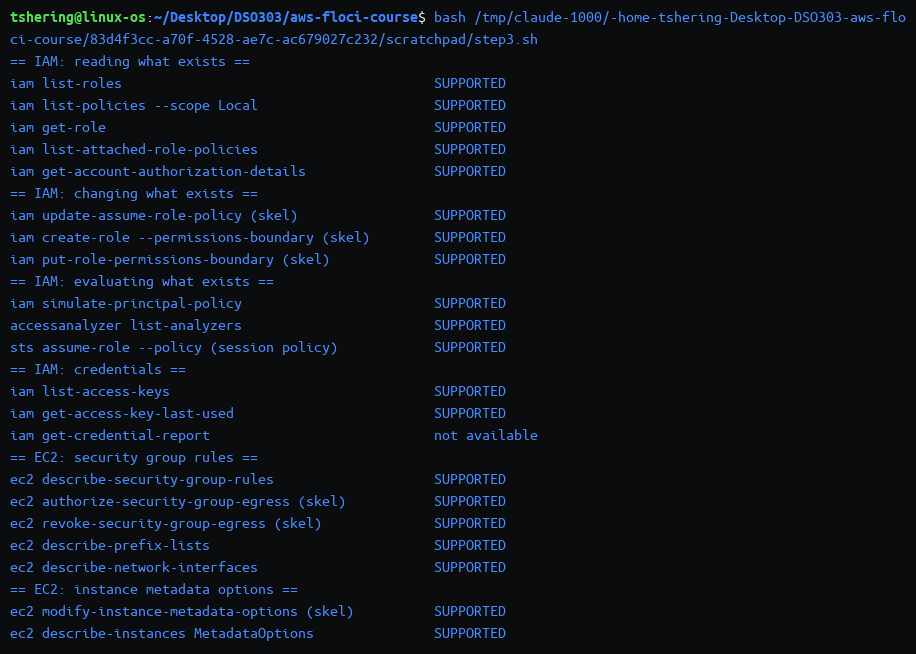 tshering@linux-os:~/Desktop/DSO303/aws-floci-course$ bash /tmp/claude-1000/-home-tshering-Desktop-DSO303-aws-flo
ci-course/83d4f3cc-a70f-4528-ae7c-ac679027c232/scratchpad/step3.sh
== IAM: reading what exists ==
iam list-roles                                       SUPPORTED
iam list-policies --scope Local                      SUPPORTED
iam get-role                                         SUPPORTED
iam list-attached-role-policies                      SUPPORTED
iam get-account-authorization-details                SUPPORTED
== IAM: changing what exists ==
iam update-assume-role-policy (skel)                 SUPPORTED
iam create-role --permissions-boundary (skel)        SUPPORTED
iam put-role-permissions-boundary (skel)             SUPPORTED
== IAM: evaluating what exists ==
iam simulate-principal-policy                        SUPPORTED
accessanalyzer list-analyzers                        SUPPORTED
sts assume-role --policy (session policy)            SUPPORTED
== IAM: credentials ==
iam list-access-keys                                 SUPPORTED
iam get-access-key-last-used                         SUPPORTED
iam get-credential-report                            not available
== EC2: security group rules ==
ec2 describe-security-group-rules                    SUPPORTED
ec2 authorize-security-group-egress (skel)           SUPPORTED
ec2 revoke-security-group-egress (skel)              SUPPORTED
ec2 describe-prefix-lists                            SUPPORTED
ec2 describe-network-interfaces                      SUPPORTED
== EC2: instance metadata options ==
ec2 modify-instance-metadata-options (skel)          SUPPORTED
ec2 describe-instances MetadataOptions               SUPPORTED